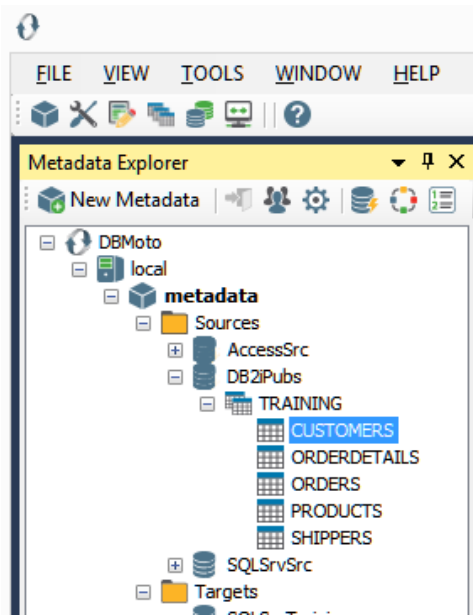 FILE VIEW TOOLS WINDOW HELP
Metadata Explorer
New Metadata
DBMoto
local
metadata
Sources
AccessSrc
DB2iPubs
TRAINING
CUSTOMERS
ORDERDETAILS
ORDERS
PRODUCTS
SHIPPERS
SQLSrvSrc
Targets